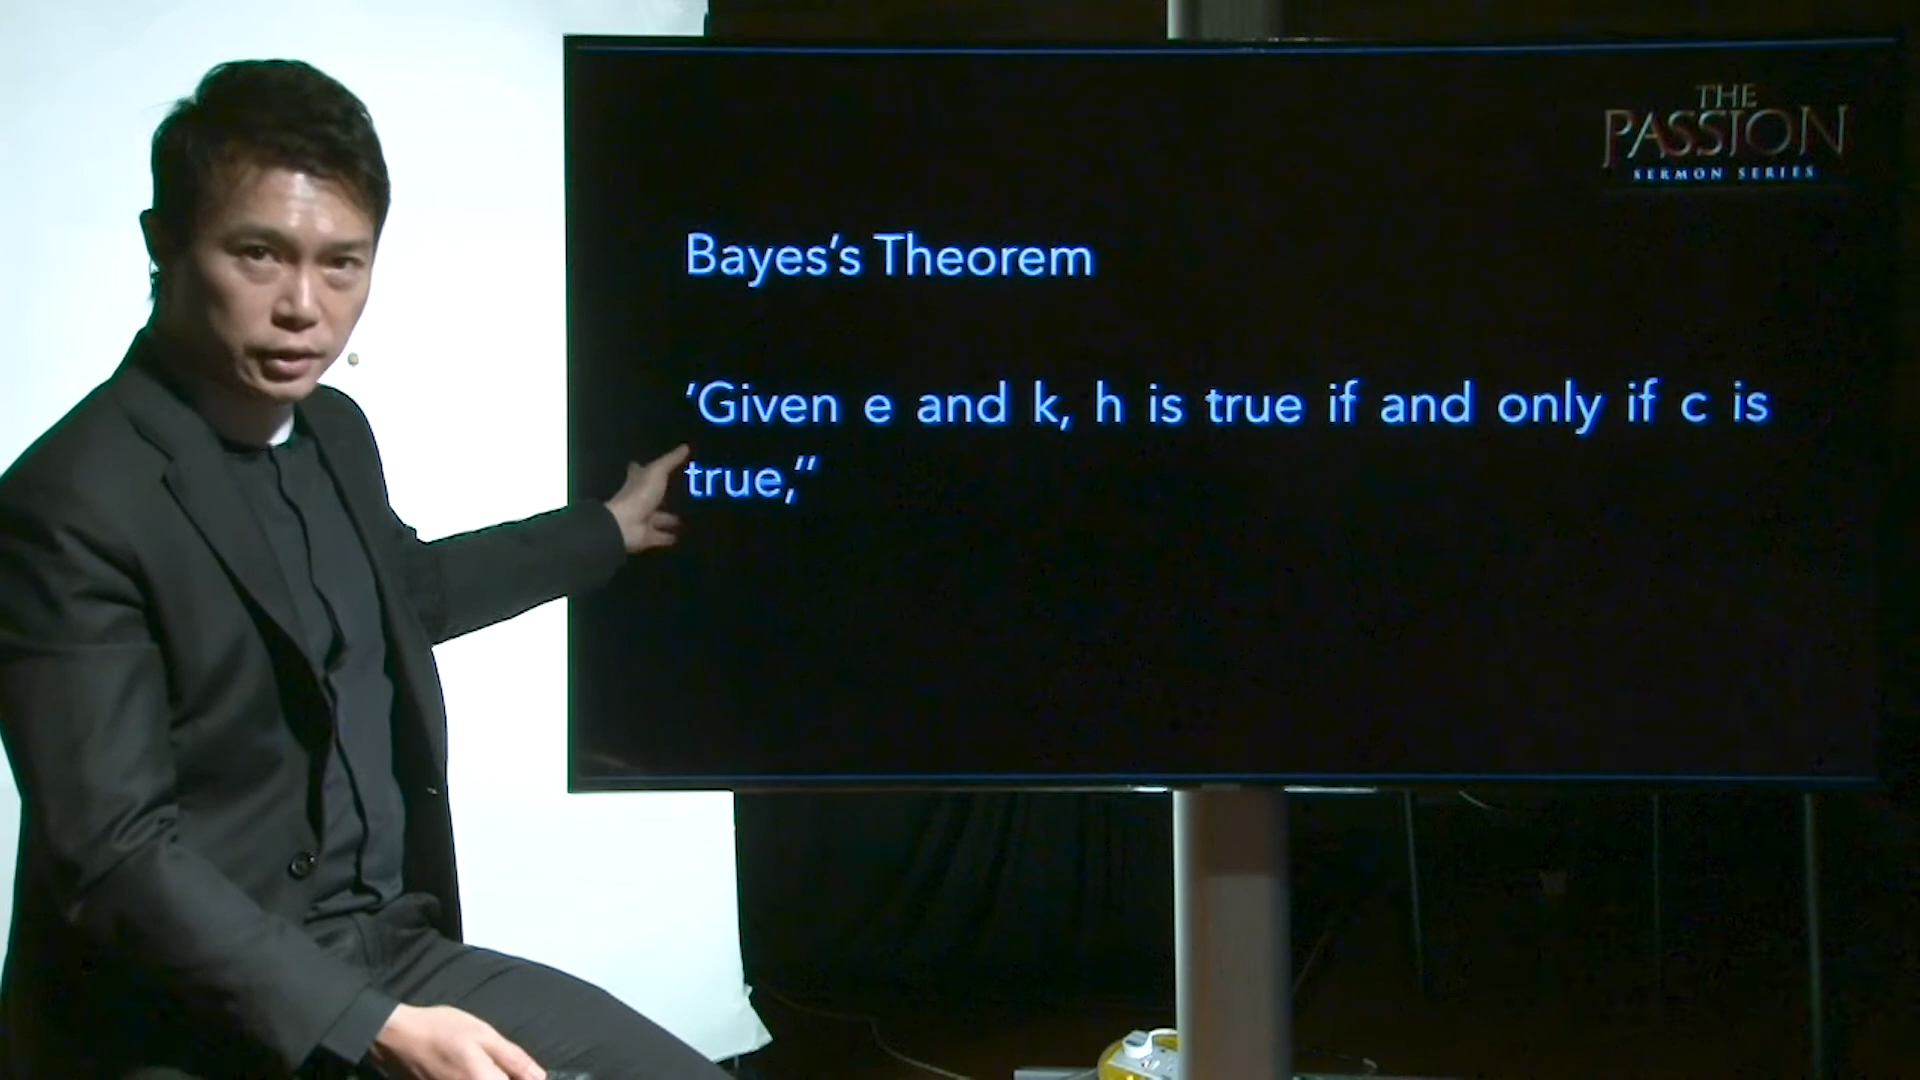 THE
PASSION
SERMON SERIES
Bayes’s Theorem
‘Given e and k, h is true if and only if c is
true,”